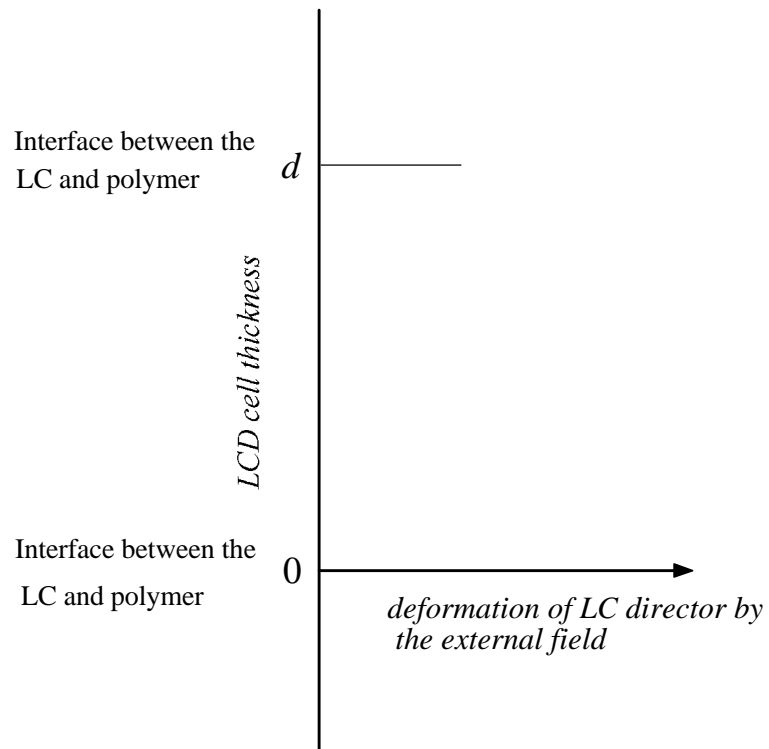 Interface between the
LC and polymer
d
LCD cell thickness
Interface between the
LC and polymer
0
deformation of LC director by
the external field